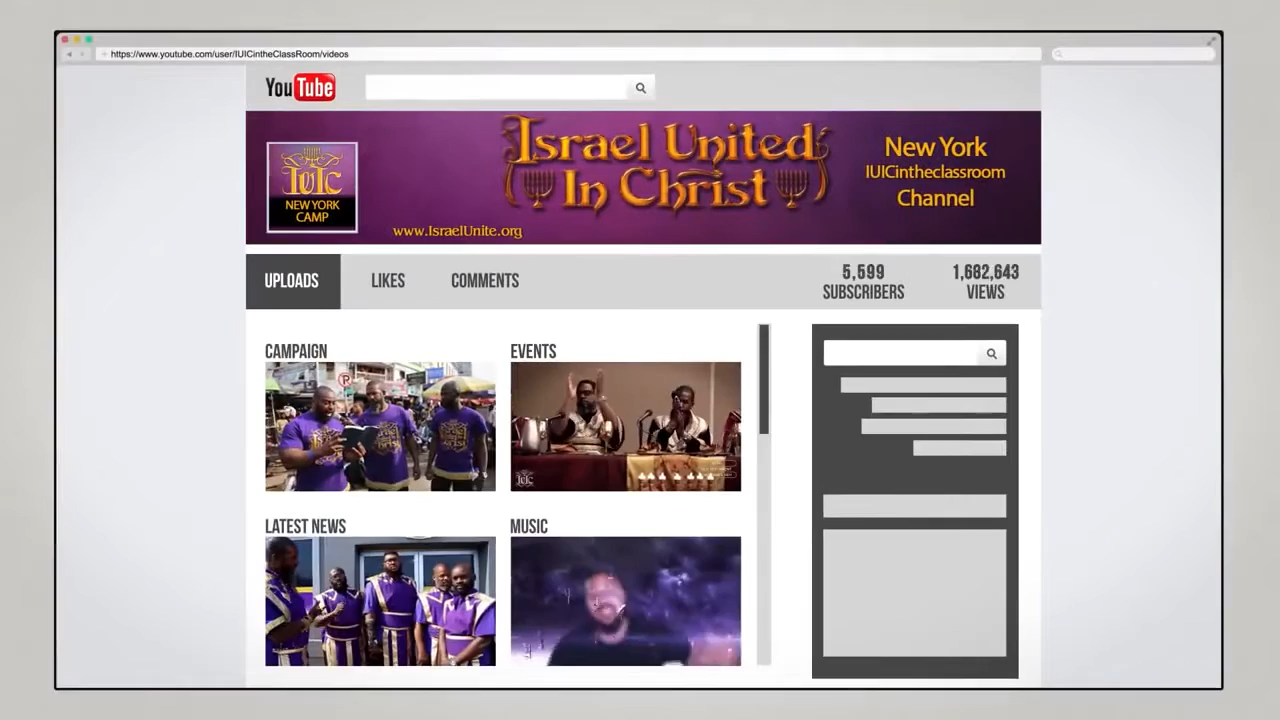 https://www.youtube.com/user/IUICintheClassRoom/videos
YouTube
IUIC
NEW YORK
CAMP
Israel United
In Christ
www.IsraelUnite.org
New York
IUICintheclassroom
Channel
UPLOADS
LIKES
COMMENTS
5,599
SUBSCRIBERS
1,682,643
VIEWS
CAMPAIGN
EVENTS
IUIC
LATEST NEWS
MUSIC